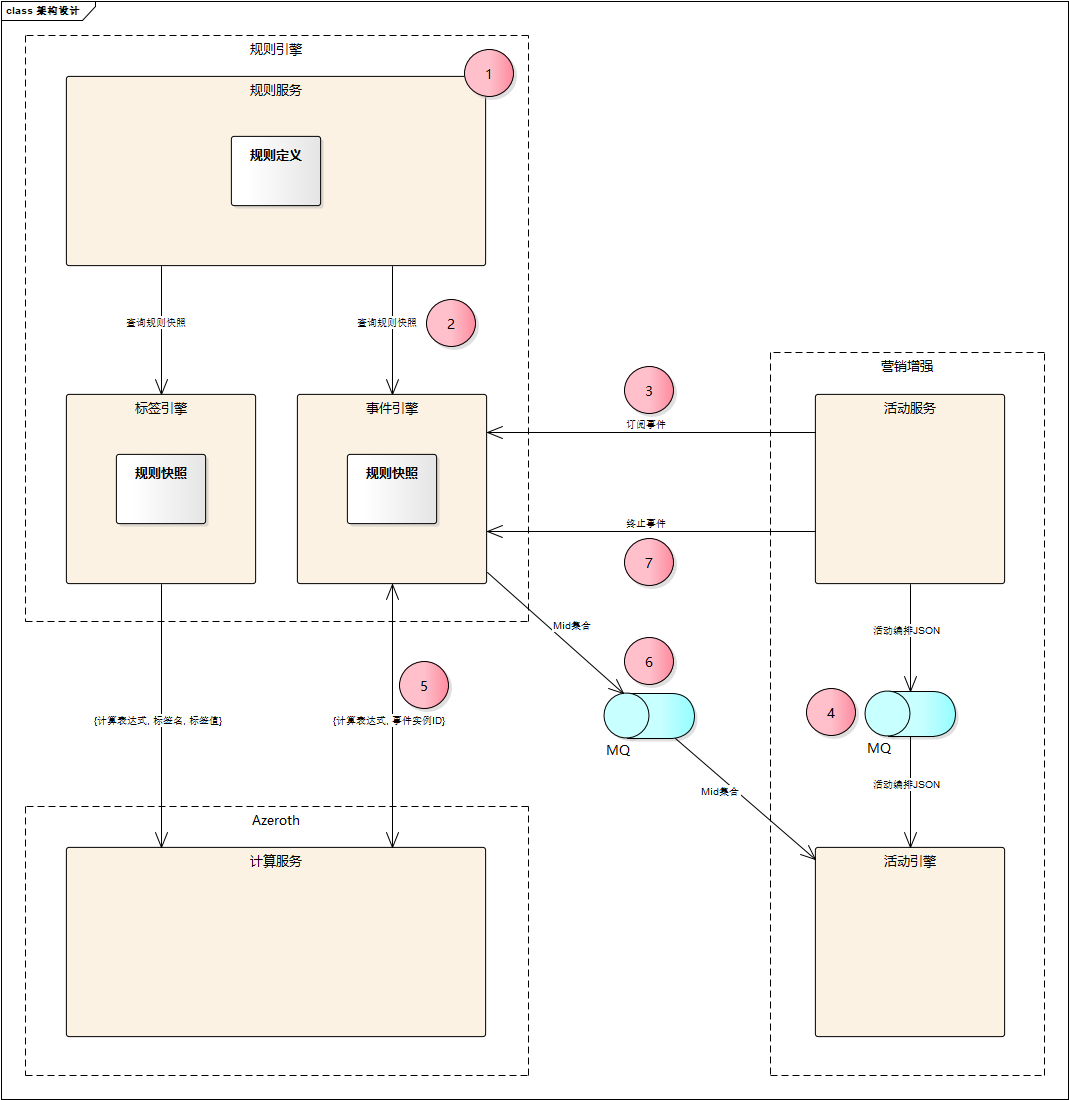 class 架构设计
规则引擎
1
规则服务
规则定义
查询规则快照
查询规则快照
2
营销增强
3
标签引擎
事件引擎
活动服务
订阅事件
规则快照
规则快照
终止事件
7
Mid集合
活动编排JSON
6
5
4
{计算表达式, 标签名, 标签值}
{计算表达式, 事件实例ID}
MQ
MQ
Mid集合
活动编排JSON
Azeroth
计算服务
活动引擎